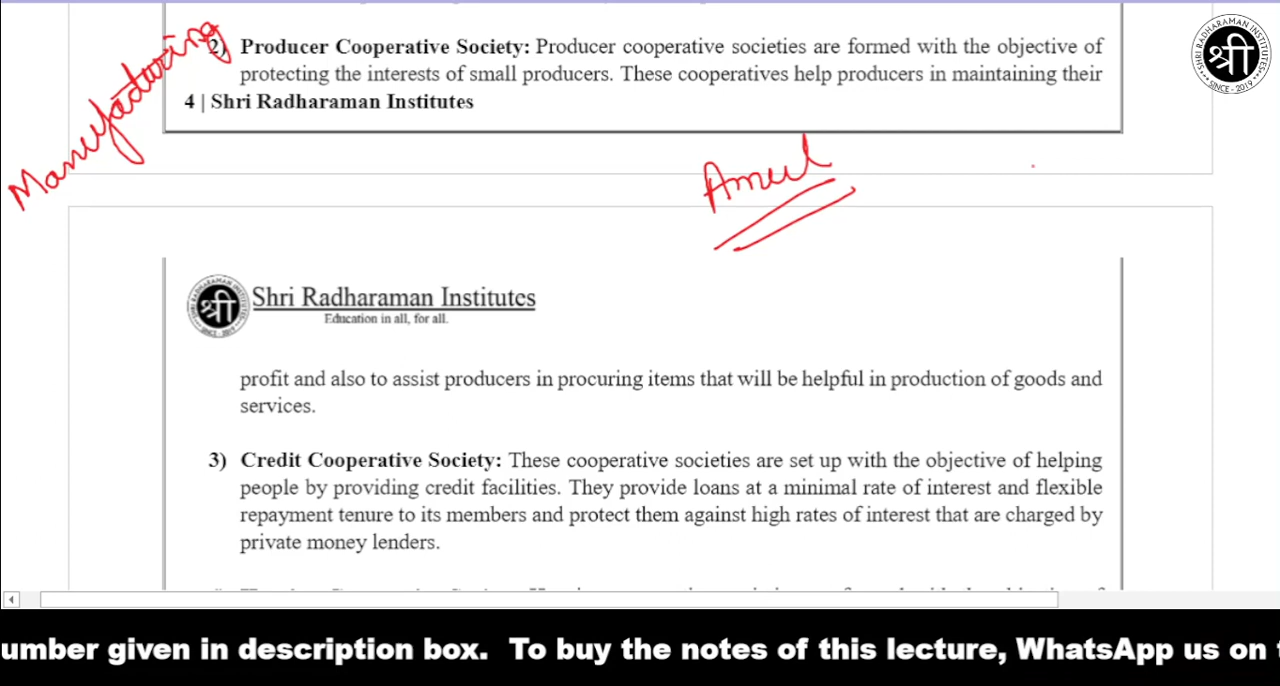 Manufacturing
2) Producer Cooperative Society: Producer cooperative societies are formed with the objective of
protecting the interests of small producers. These cooperatives help producers in maintaining their
4 | Shri Radharaman Institutes
SHRI RADHARAMAN INSTITUTES
श्री
SINCE - 2019
Amul
श्री
Shri Radharaman Institutes
Education in all, for all.
profit and also to assist producers in procuring items that will be helpful in production of goods and
services.
3) Credit Cooperative Society: These cooperative societies are set up with the objective of helping
people by providing credit facilities. They provide loans at a minimal rate of interest and flexible
repayment tenure to its members and protect them against high rates of interest that are charged by
private money lenders.
umber given in description box. To buy the notes of this lecture, WhatsApp us on